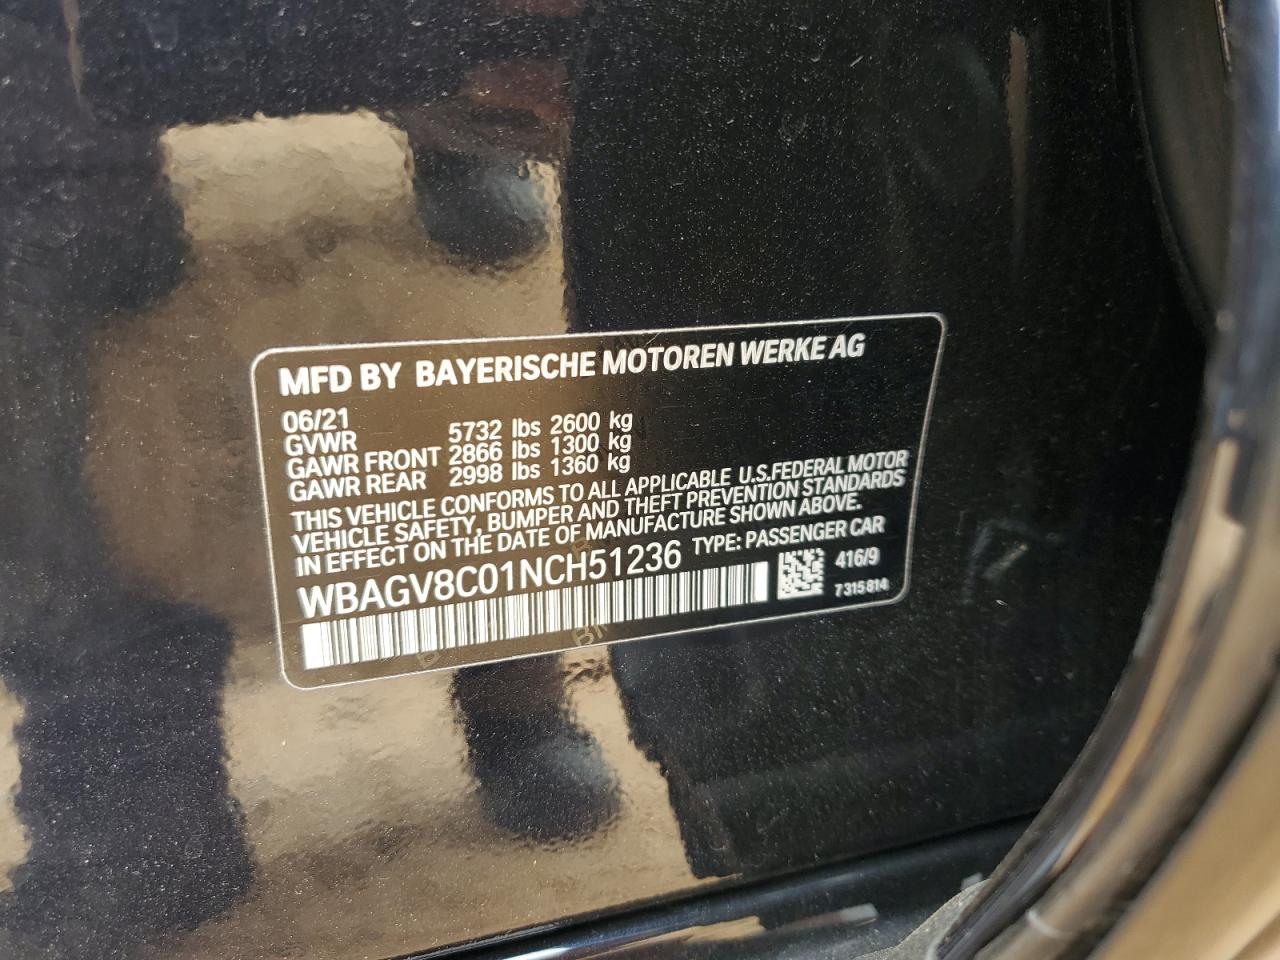 MFD BY BAYERISCHE MOTOREN WERKE AG
06/21
GVWR 5732 lbs 2600 kg
GAWR FRONT 2866 lbs 1300 kg
GAWR REAR 2998 lbs 1360 kg
THIS VEHICLE CONFORMS TO ALL APPLICABLE U.S.FEDERAL MOTOR
VEHICLE SAFETY, BUMPER AND THEFT PREVENTION STANDARDS
IN EFFECT ON THE DATE OF MANUFACTURE SHOWN ABOVE.
WBAGV8C01NCH51236 TYPE: PASSENGER CAR
416/9
7315814